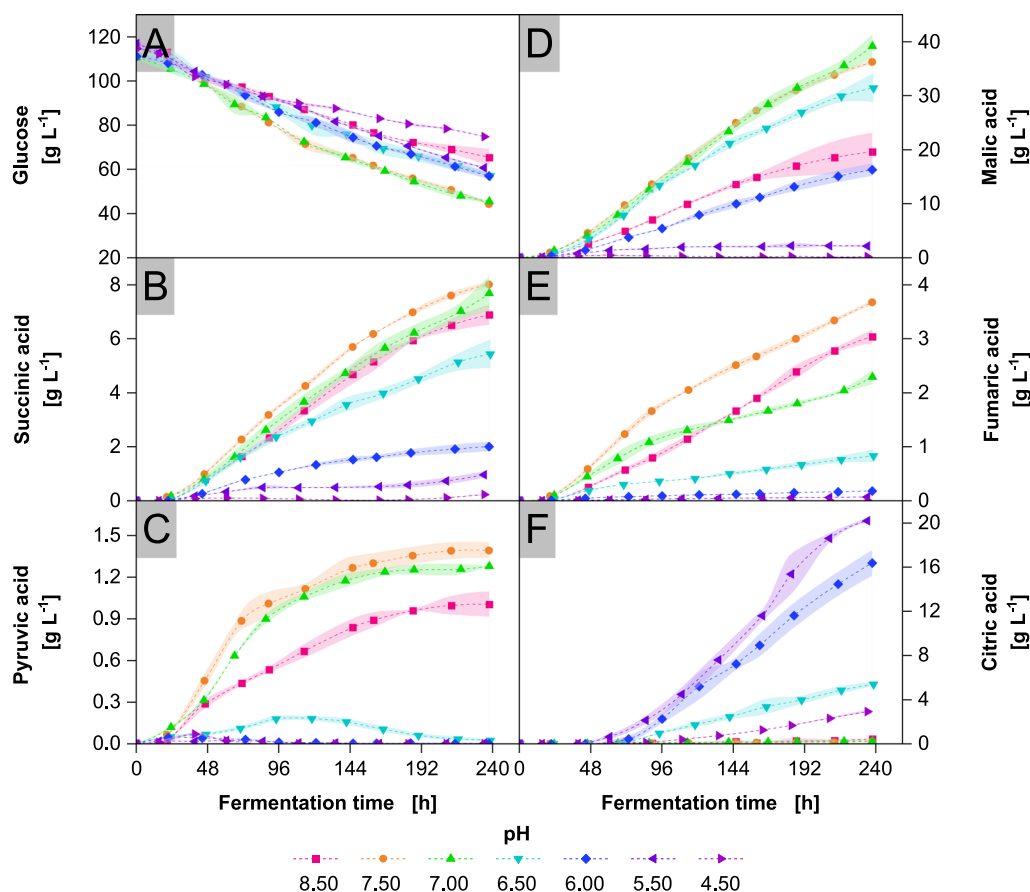 A
120
100
80
60
40
20
Glucose
[g L⁻¹]
D
40
30
20
10
0
Malic acid
[g L⁻¹]
B
8
6
4
2
0
Succinic acid
[g L⁻¹]
E
4
3
2
1
0
Fumaric acid
[g L⁻¹]
C
1.5
1.2
0.9
0.6
0.3
0.0
Pyruvic acid
[g L⁻¹]
F
20
16
12
8
4
0
Citric acid
[g L⁻¹]
0 48 96 144 192 240
0 48 96 144 192 240
Fermentation time [h]
Fermentation time [h]
pH
8.50 7.50 7.00 6.50 6.00 5.50 4.50